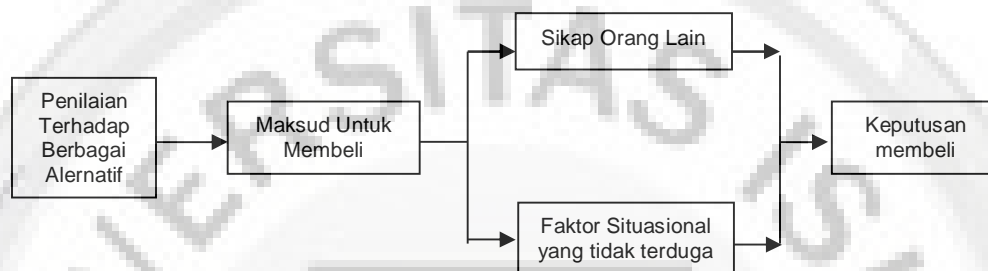 Sikap Orang Lain
Penilaian
Terhadap
Berbagai
Alernatif
Maksud Untuk
Membeli
Keputusan
membeli
Faktor Situasional
yang tidak terduga